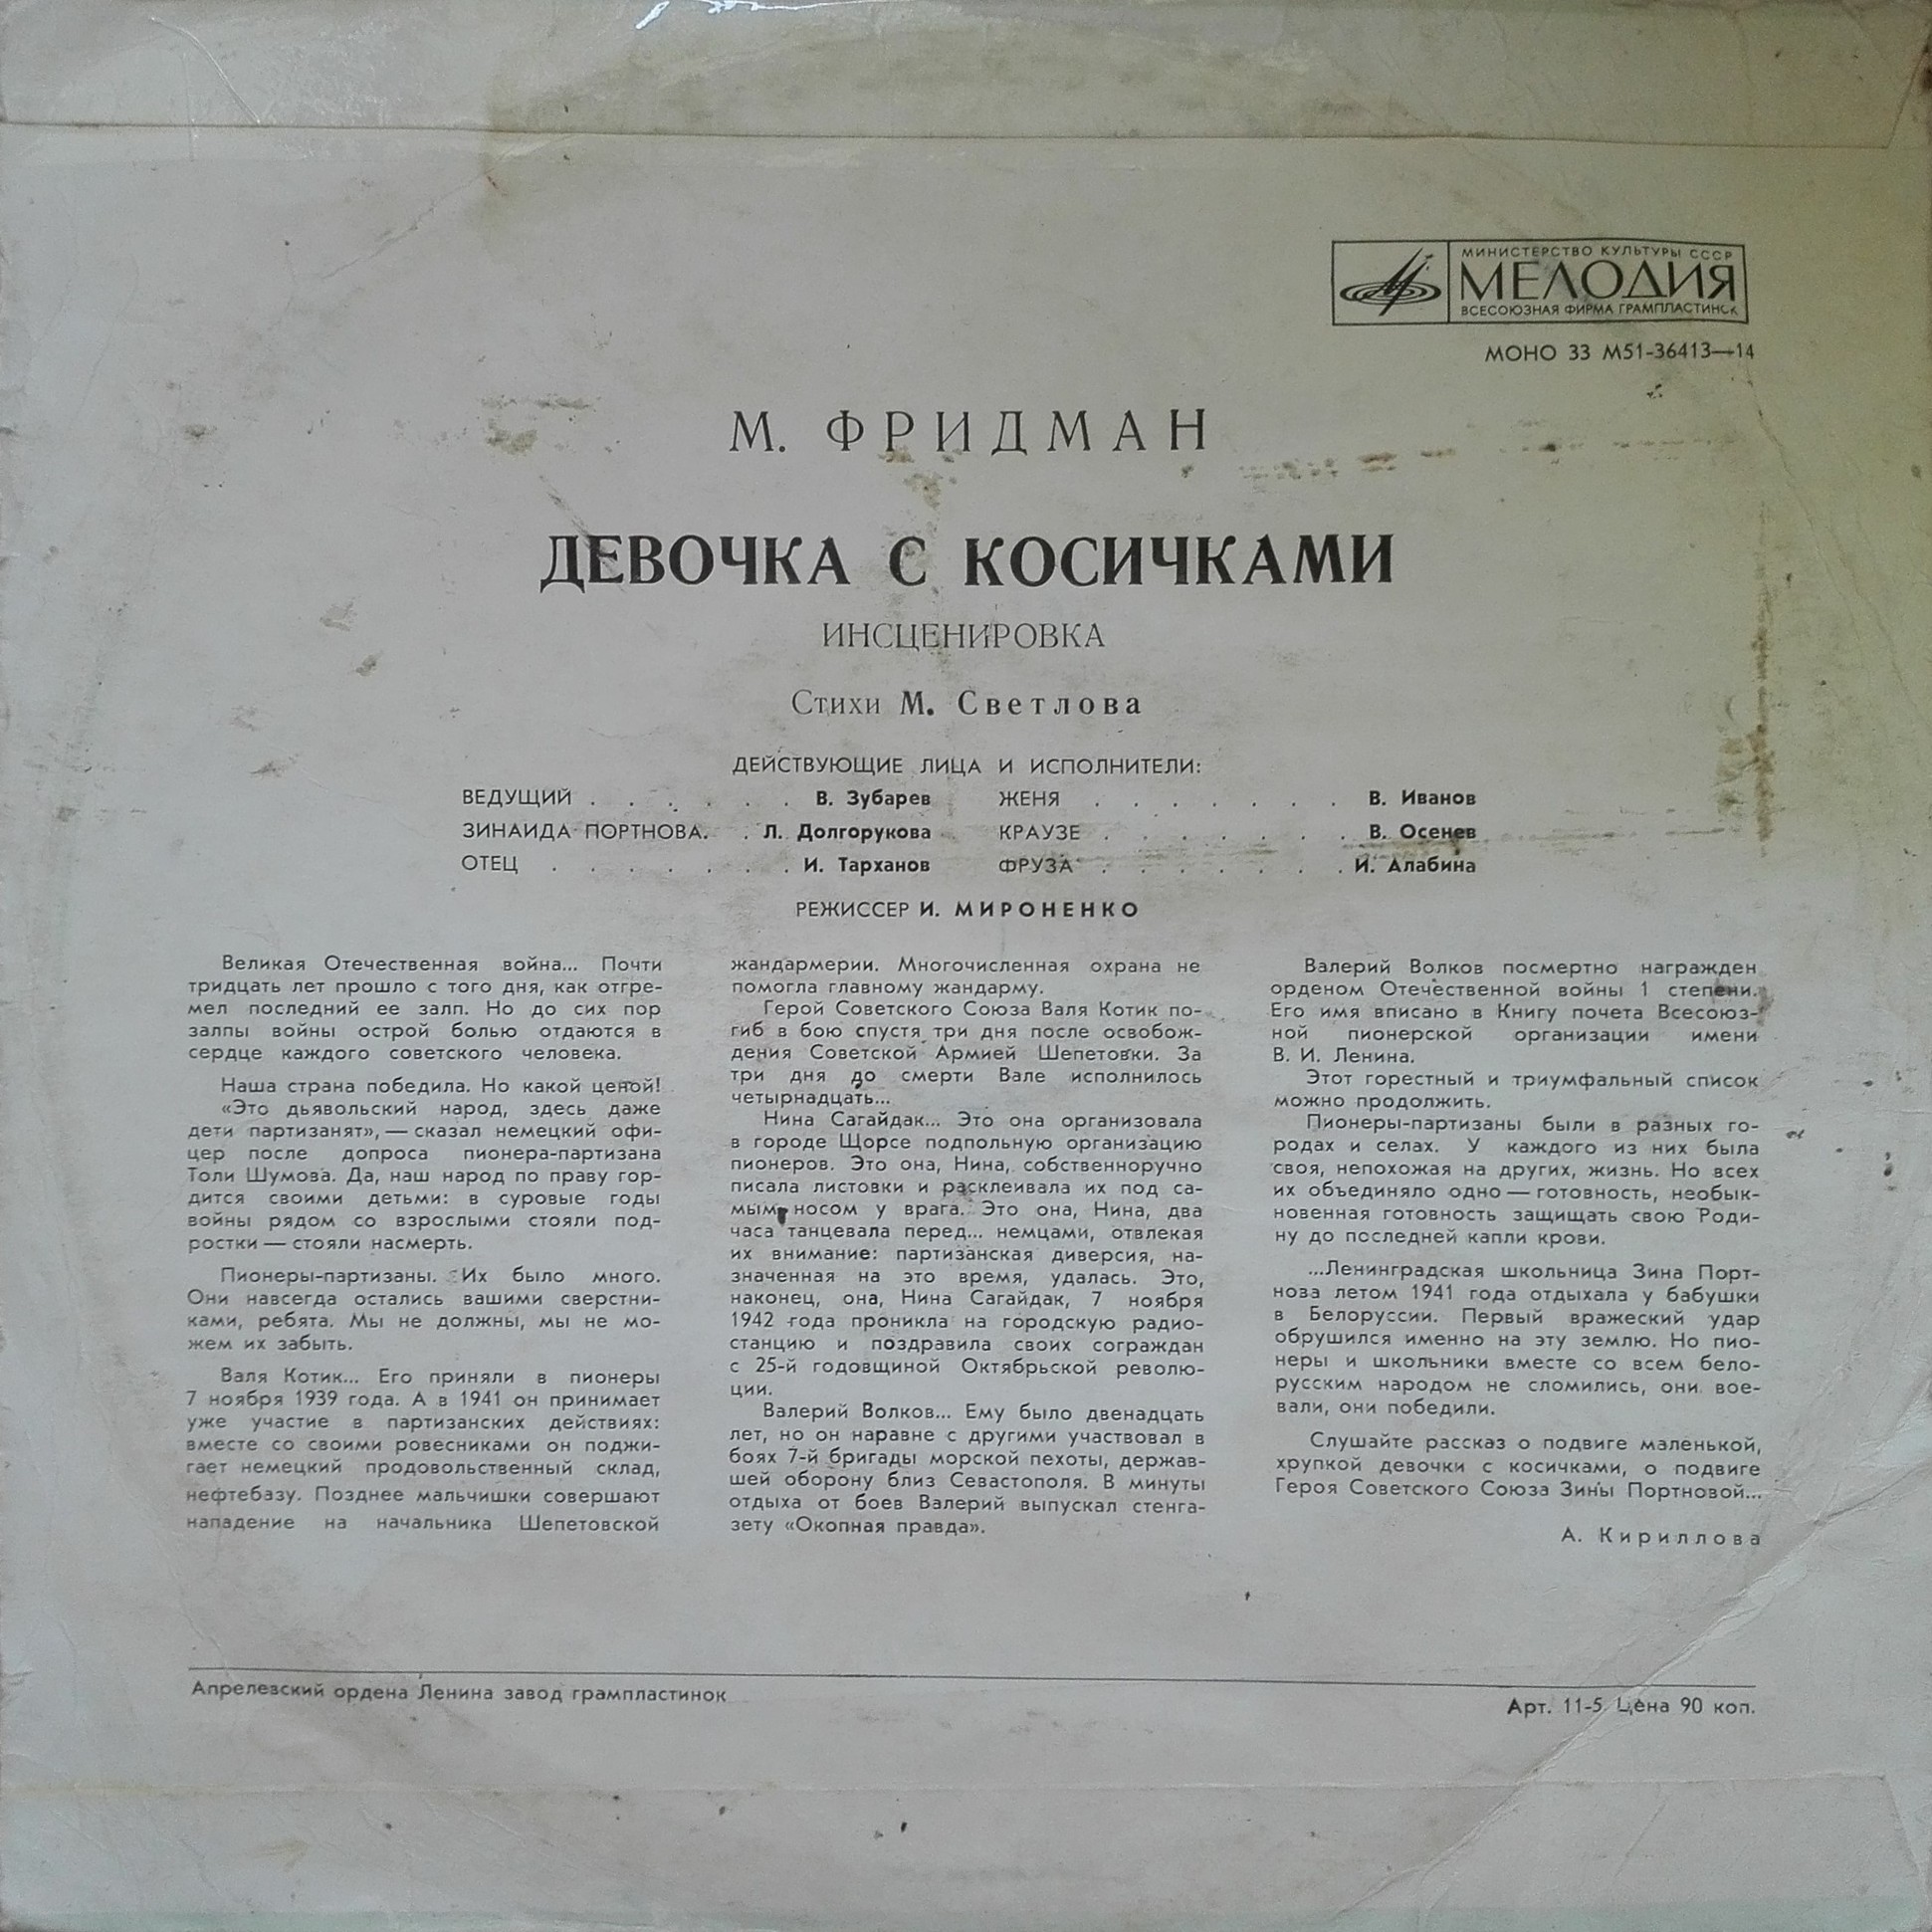 МИНИСТЕРСТВО КУЛЬТУРЫ СССР
МЕЛОДИЯ
ВСЕСОЮЗНАЯ ФИРМА ГРАМПЛАСТИНОК
МОНО 33 М51-36413—14
М. ФРИДМАН
ДЕВОЧКА С КОСИЧКАМИ
ИНСЦЕНИРОВКА
Стихи М. Светлова
ДЕЙСТВУЮЩИЕ ЛИЦА И ИСПОЛНИТЕЛИ:
ВЕДУЩИЙ . . . . . . В. Зубарев
ЗИНАИДА ПОРТНОВА. . Л. Долгорукова
ОТЕЦ . . . . . . . И. Тарханов
ЖЕНЯ . . . . . . . В. Иванов
КРАУЗЕ . . . . . . . В. Осенев
ФРУЗА . . . . . . . И. Алабина
РЕЖИССЕР И. МИРОНЕНКО
Великая Отечественная война... Почти
тридцать лет прошло с того дня, как отгре-
мел последний ее залп. Но до сих пор
залпы войны острой болью отдаются в
сердце каждого советского человека.
Наша страна победила. Но какой ценой!
«Это дьявольский народ, здесь даже
дети партизанят», — сказал немецкий офи-
цер после допроса пионера-партизана
Толи Шумова. Да, наш народ по праву гор-
дится своими детьми: в суровые годы
войны рядом со взрослыми стояли под-
ростки — стояли насмерть.
Пионеры-партизаны. Их было много.
Они навсегда остались вашими сверстни-
ками, ребята. Мы не должны, мы не мо-
жем их забыть.
Валя Котик... Его приняли в пионеры
7 ноября 1939 года. А в 1941 он принимает
уже участие в партизанских действиях:
вместе со своими ровесниками он поджи-
гает немецкий продовольственный склад,
нефтебазу. Позднее мальчишки совершают
нападение на начальника Шепетовской
жандармерии. Многочисленная охрана не
помогла главному жандарму.
Герой Советского Союза Валя Котик по-
гиб в бою спустя три дня после освобож-
дения Советской Армией Шепетовки. За
три дня до смерти Вале исполнилось
четырнадцать...
Нина Сагайдак... Это она организовала
в городе Щорсе подпольную организацию
пионеров. Это она, Нина, собственноручно
писала листовки и расклеивала их под са-
мым носом у врага. Это она, Нина, два
часа танцевала перед... немцами, отвлекая
их внимание: партизанская диверсия, на-
значенная на это время, удалась. Это,
наконец, она, Нина Сагайдак, 7 ноября
1942 года проникла на городскую радио-
станцию и поздравила своих сограждан
с 25-й годовщиной Октябрьской револю-
ции.
Валерий Волков... Ему было двенадцать
лет, но он наравне с другими участвовал в
боях 7-й бригады морской пехоты, держав-
шей оборону близ Севастополя. В минуты
отдыха от боев Валерий выпускал стенга-
зету «Окопная правда».
Валерий Волков посмертно награжден
орденом Отечественной войны 1 степени.
Его имя вписано в Книгу почета Всесоюз-
ной пионерской организации имени
В. И. Ленина.
Этот горестный и триумфальный список
можно продолжить.
Пионеры-партизаны были в разных го-
родах и селах. У каждого из них была
своя, непохожая на других, жизнь. Но всех
их объединяло одно — готовность, необык-
новенная готовность защищать свою Роди-
ну до последней капли крови.
...Ленинградская школьница Зина Порт-
нова летом 1941 года отдыхала у бабушки
в Белоруссии. Первый вражеский удар
обрушился именно на эту землю. Но пио-
неры и школьники вместе со всем бело-
русским народом не сломились, они вое-
вали, они победили.
Слушайте рассказ о подвиге маленькой,
хрупкой девочки с косичками, о подвиге
Героя Советского Союза Зины Портновой...
А. Кириллова
Апрелевский ордена Ленина завод грампластинок
Арт. 11-5 Цена 90 коп.